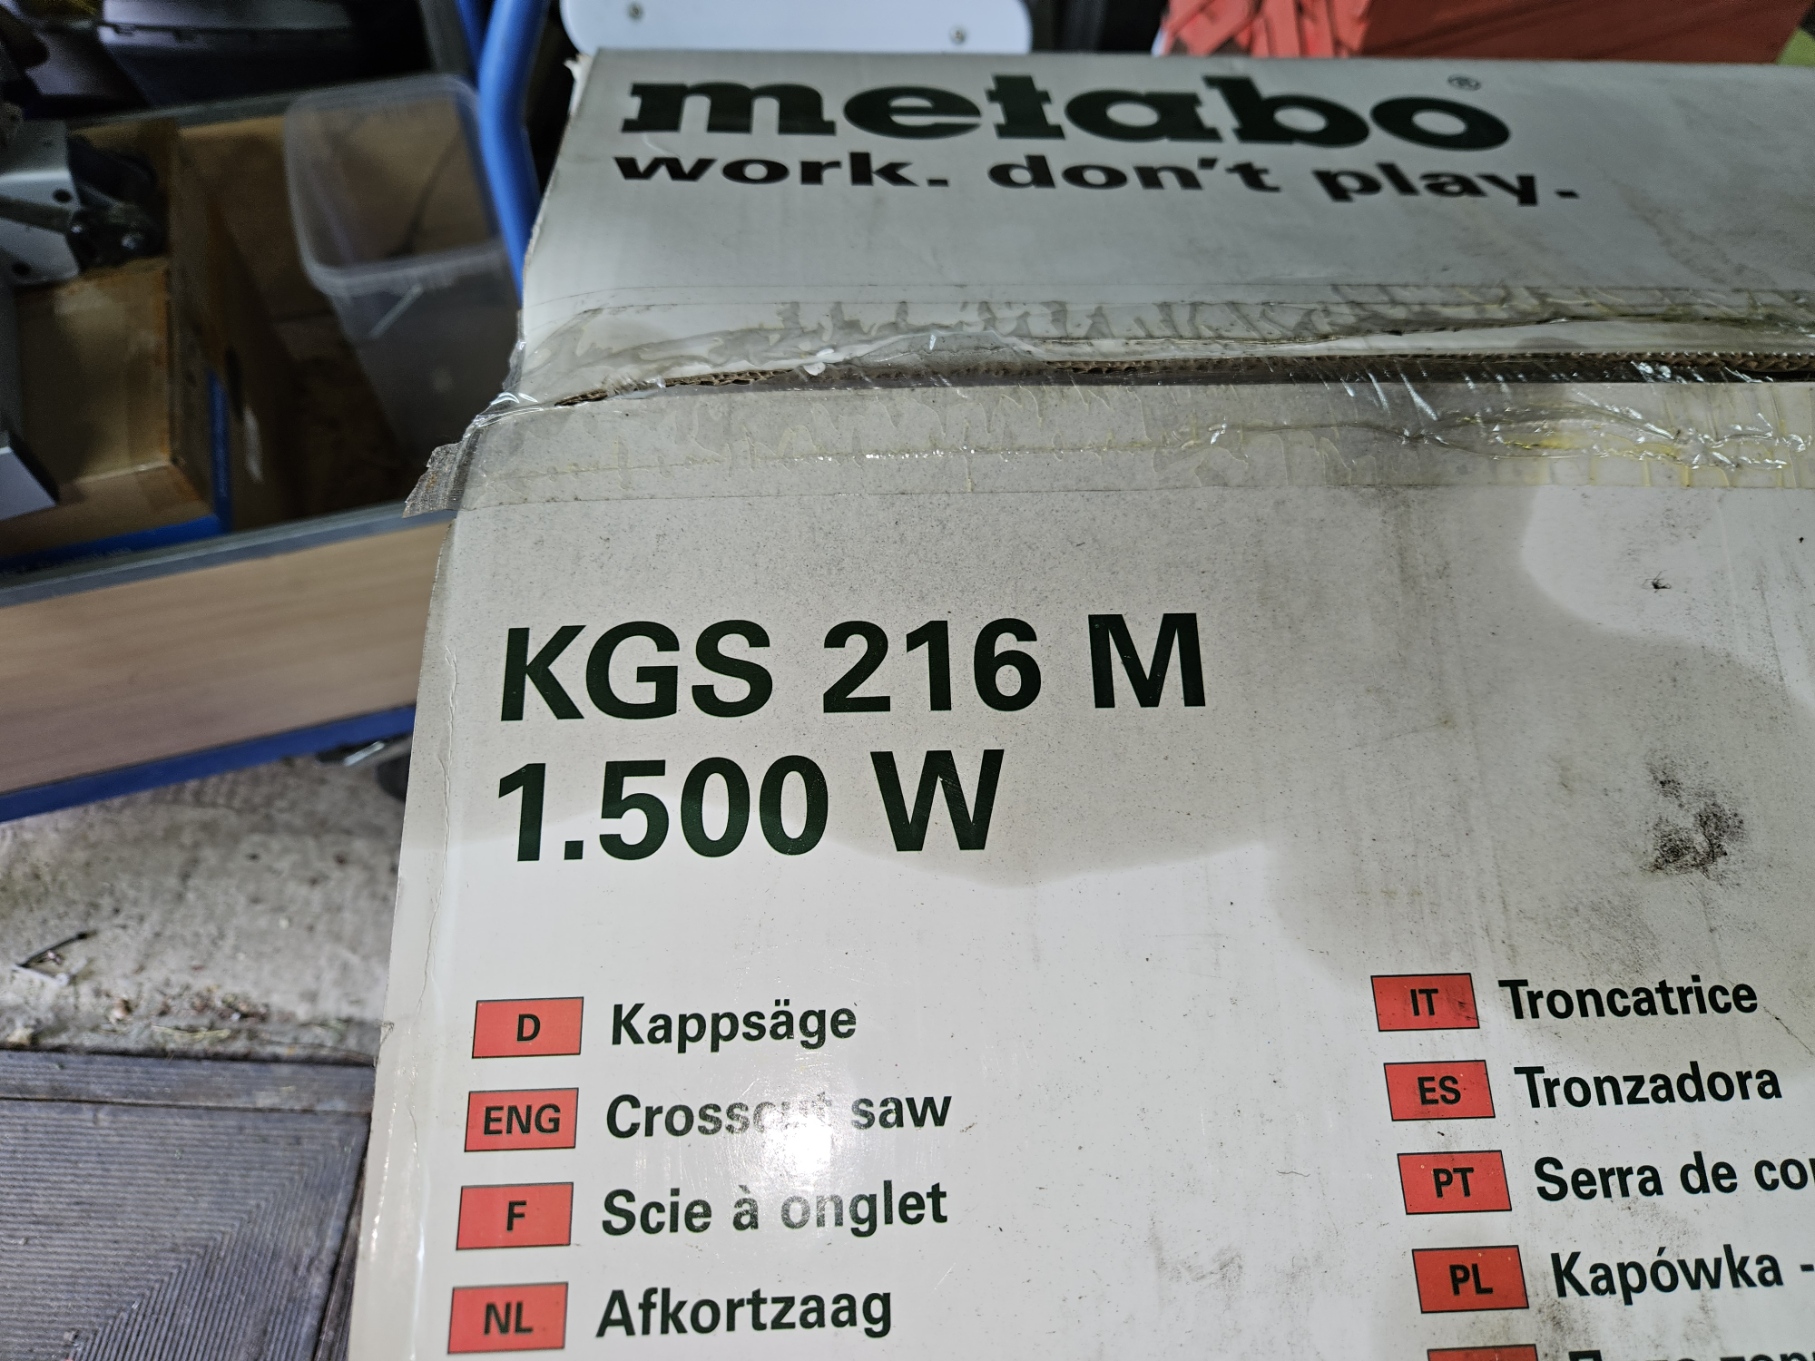 metabo®
work. don't play.
KGS 216 M
1.500 W
D Kappsäge
ENG Crosscut saw
F Scie à onglet
NL Afkortzaag
IT Troncatrice
ES Tronzadora
PT Serra de
PL Kapówka -